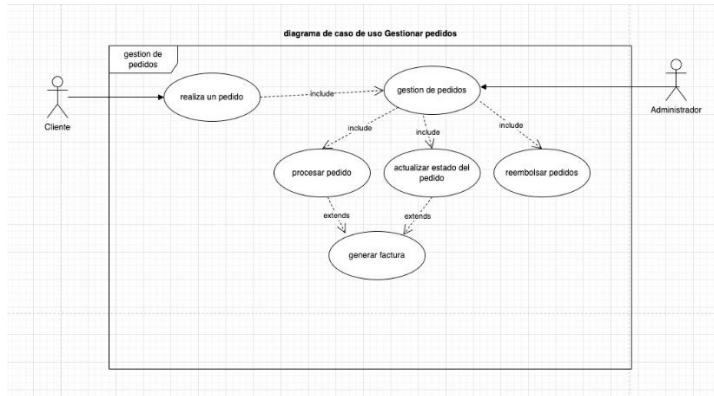 diagrama de caso de uso Gestionar pedidos
gestion de
pedidos
realiza un pedido
include
gestion de pedidos
Cliente
Administrador
include
include
include
procesar pedido
actualizar estado del
pedido
reembolsar pedidos
extends
extends
generar factura